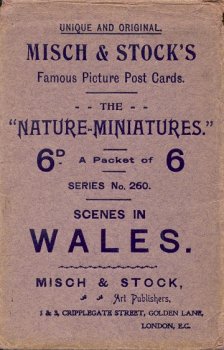 UNIQUE AND ORIGINAL.
MISCH & STOCK'S
Famous Picture Post Cards.
- - THE - -
"NATURE-MINIATURES."
6D. A Packet of 6
SERIES No. 260.
SCENES IN
WALES.
MISCH & STOCK,
Art Publishers,
1 & 3, CRIPPLEGATE STREET, GOLDEN LANE,
LONDON, E.C.